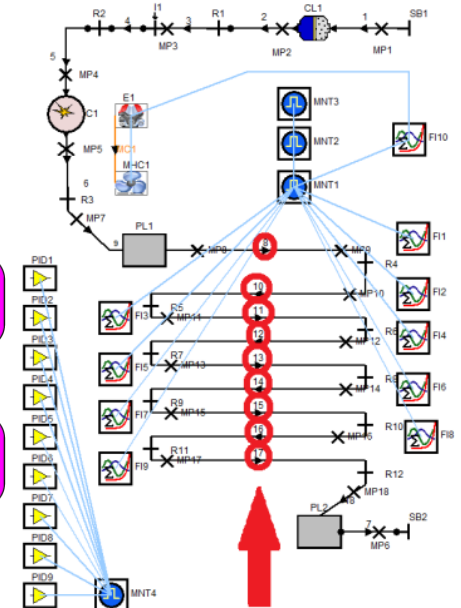 CL1
R2 4 I1 R1 2 1 SB1
3
MP3 MP2 MP1
5
MP4
E1
MNT3
C1
MC1
FI10
MNT2
MP5
MHC1
MNT1
6
R3
MP7
PL1
FI1
9 MP8 8 MP9
R4
PID1
10 MP10 FI2
PID2 FI3 R5 MP11 11
12 MP12 R6 FI4
PID3
R7
FI5 MP13 13
PID4 14 MP14 R8 FI6
R9
PID5 FI7 MP15 15
16 MP16 R10 FI8
PID6 R11
FI9 MP17 17
R12
PID7 MP18
18
PL2
7 SB2
PID8 MP6
PID9
MNT4